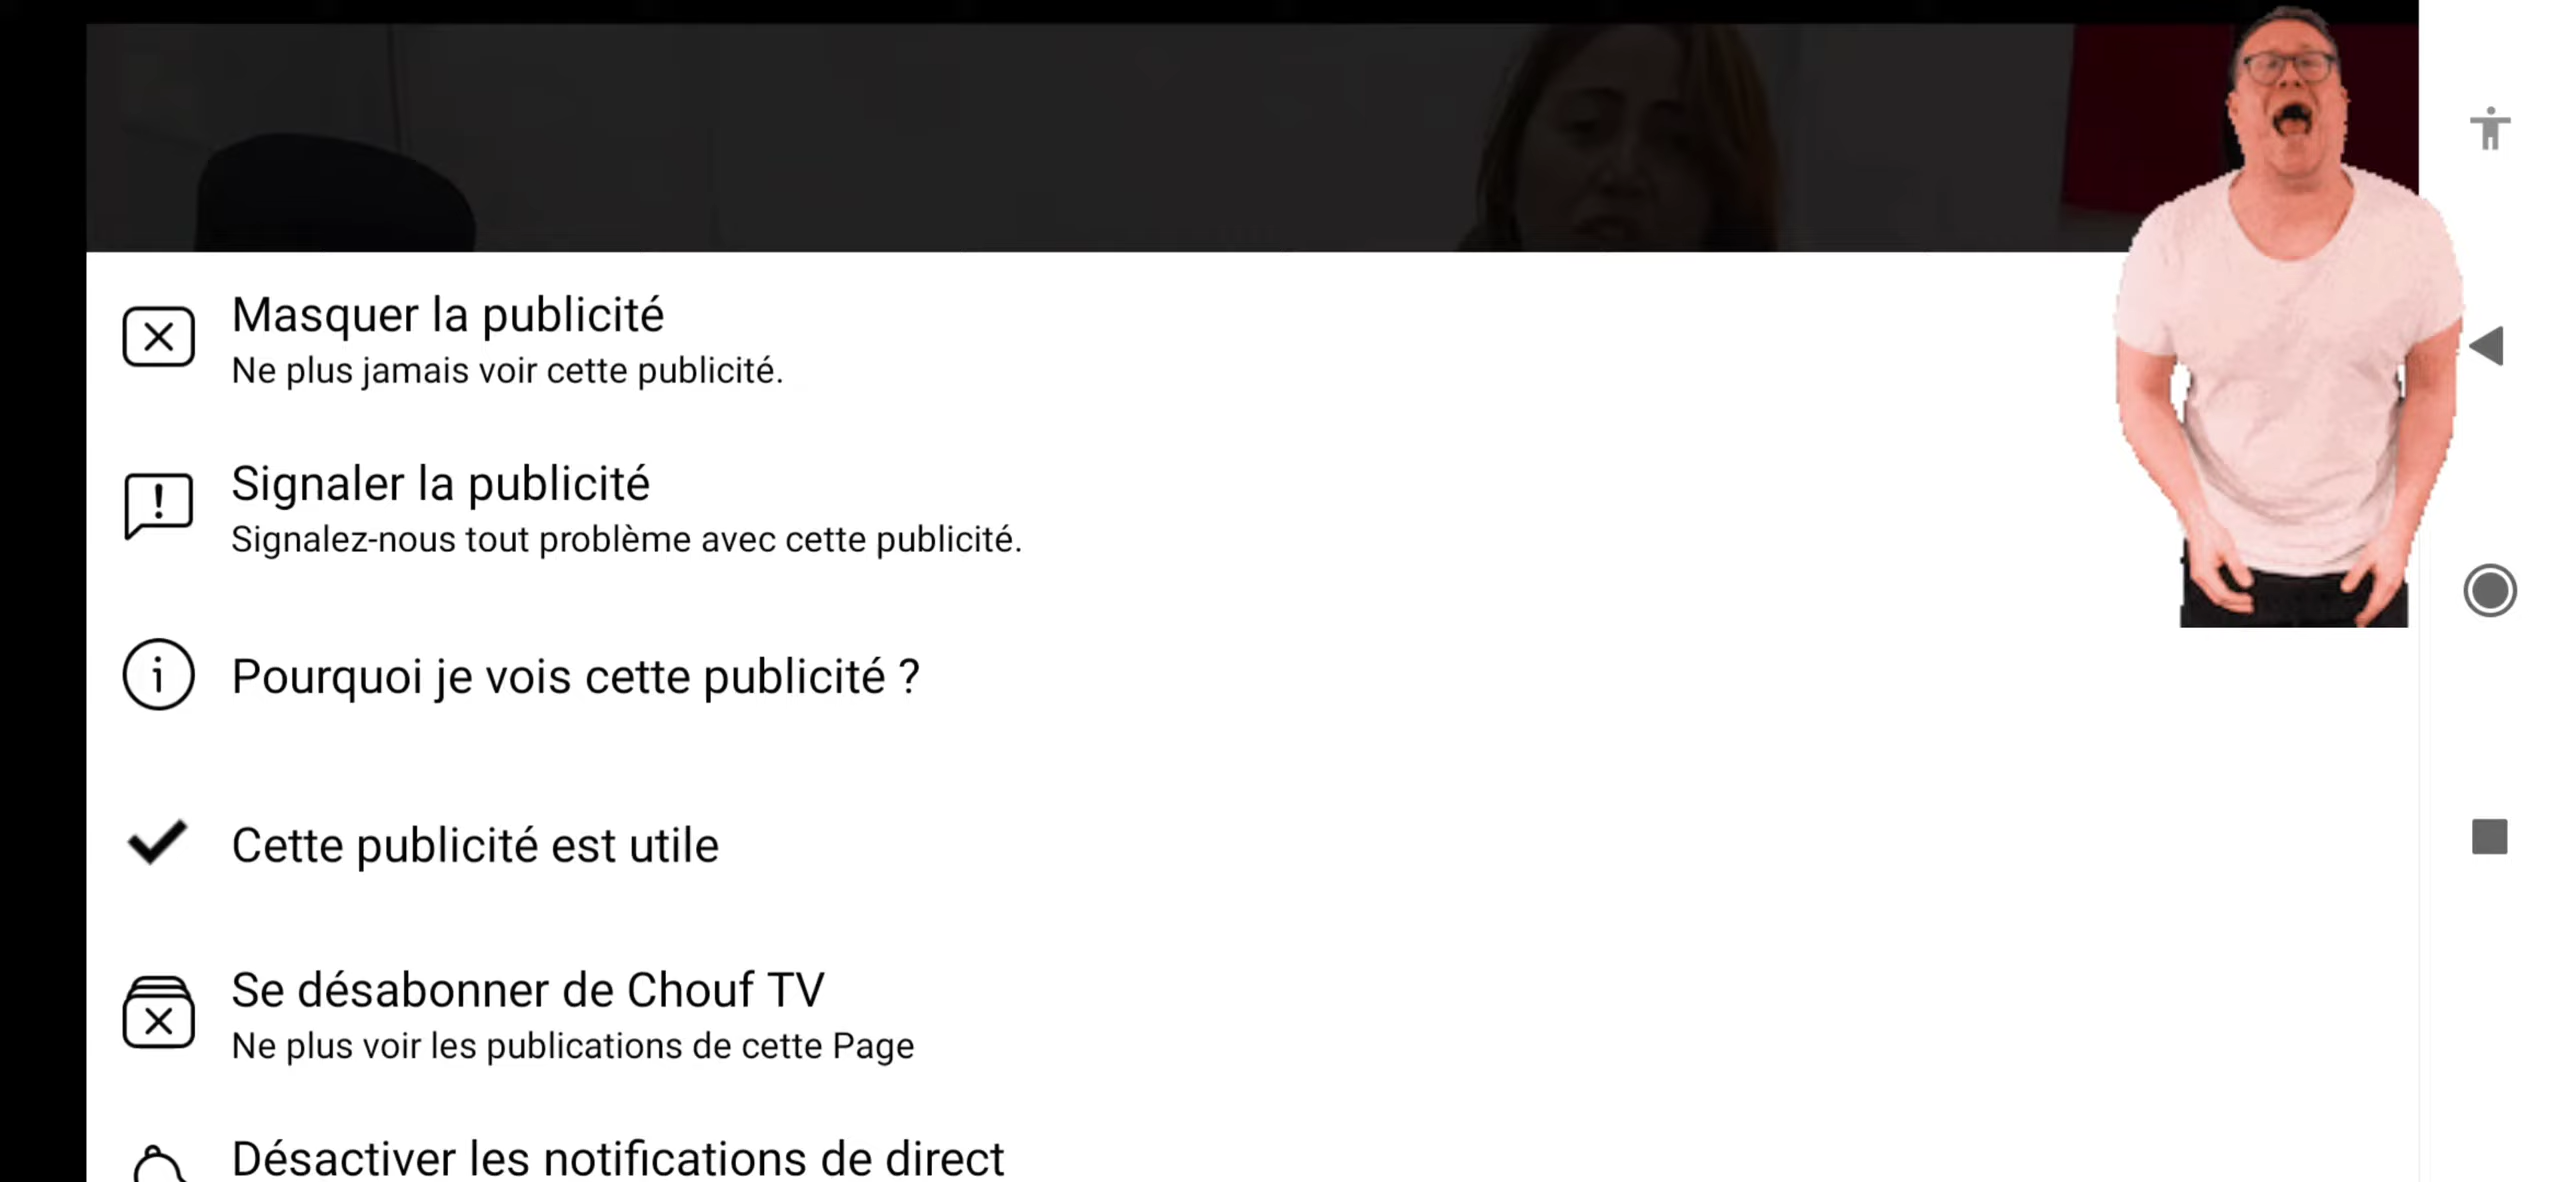 Masquer la publicité
Ne plus jamais voir cette publicité.
Signaler la publicité
Signalez-nous tout problème avec cette publicité.
Pourquoi je vois cette publicité ?
Cette publicité est utile
Se désabonner de Chouf TV
Ne plus voir les publications de cette Page
Désactiver les notifications de direct